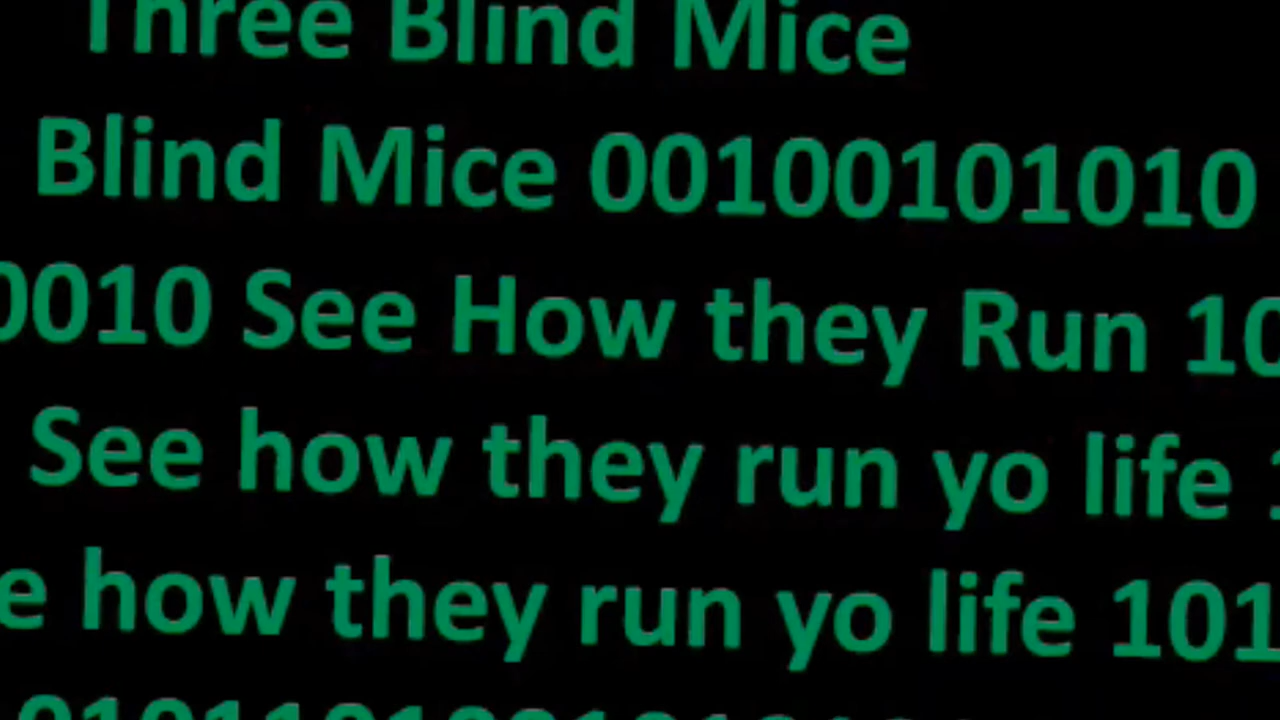 Three Blind Mice
Blind Mice 00100101010
0010 See How they Run 10
See how they run yo life 1
e how they run yo life 101